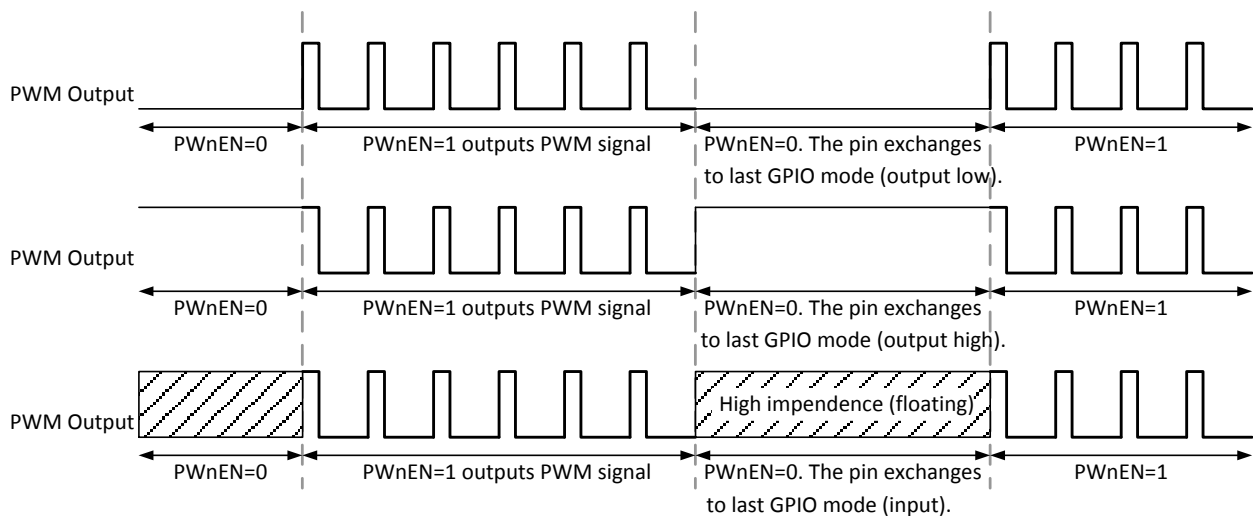 PWM Output
PWnEN=0
PWnEN=1 outputs PWM signal
PWnEN=0. The pin exchanges
to last GPIO mode (output low).
PWnEN=1
PWM Output
PWnEN=0
PWnEN=1 outputs PWM signal
PWnEN=0. The pin exchanges
to last GPIO mode (output high).
PWnEN=1
PWM Output
High impendence (floating)
PWnEN=0
PWnEN=1 outputs PWM signal
PWnEN=0. The pin exchanges
to last GPIO mode (input).
PWnEN=1